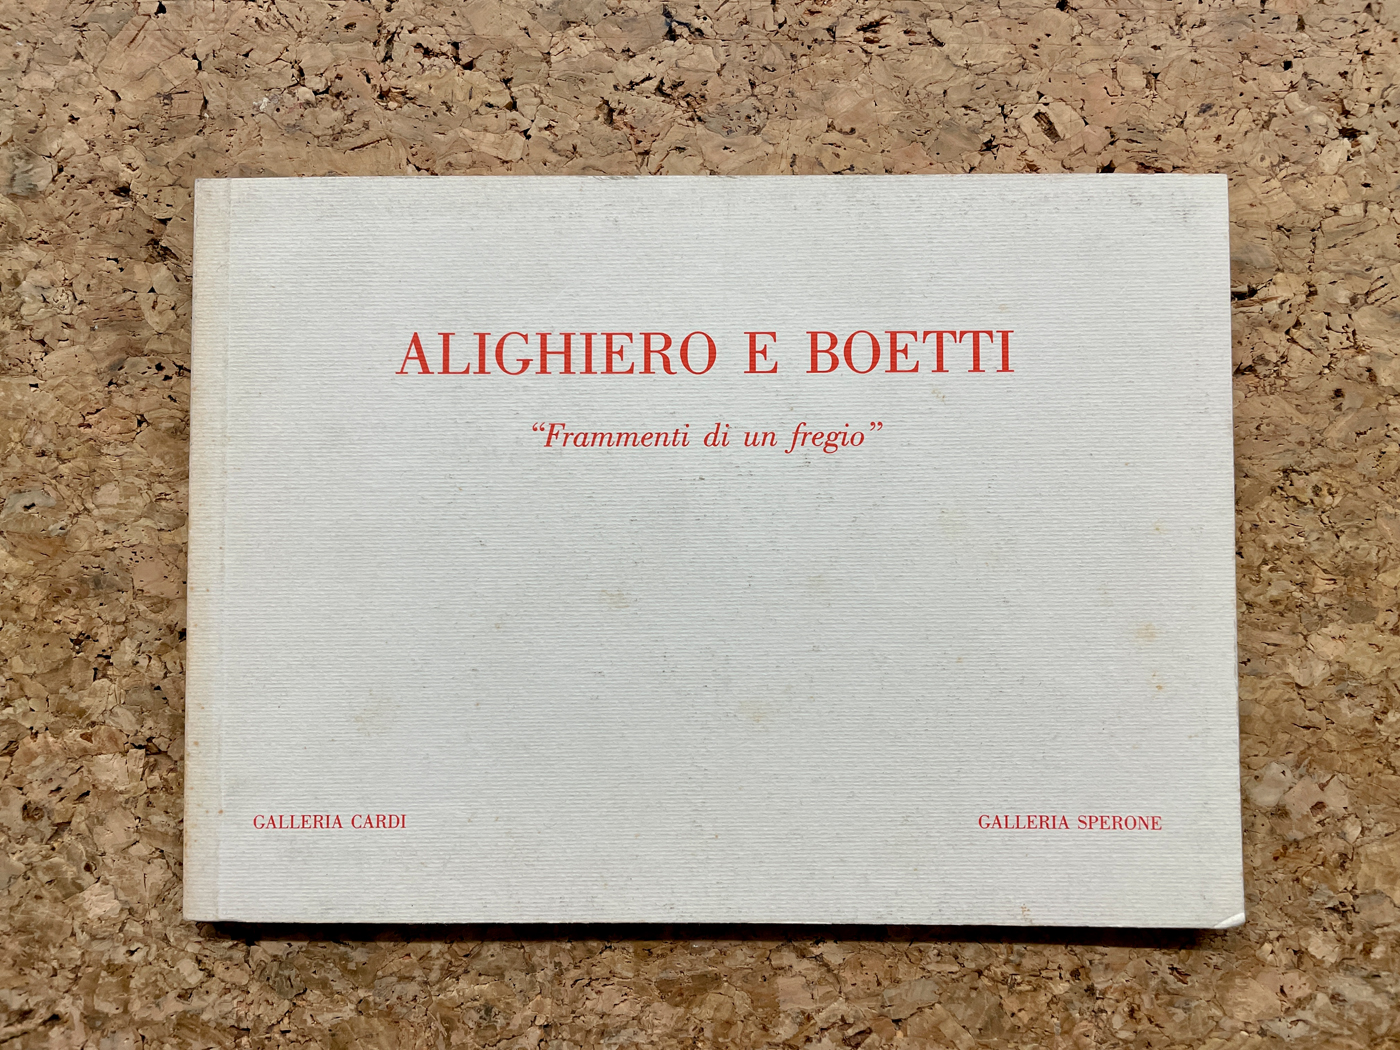 ALIGHIERO E BOETTI
“Frammenti di un fregio”
GALLERIA CARDI
GALLERIA SPERONE